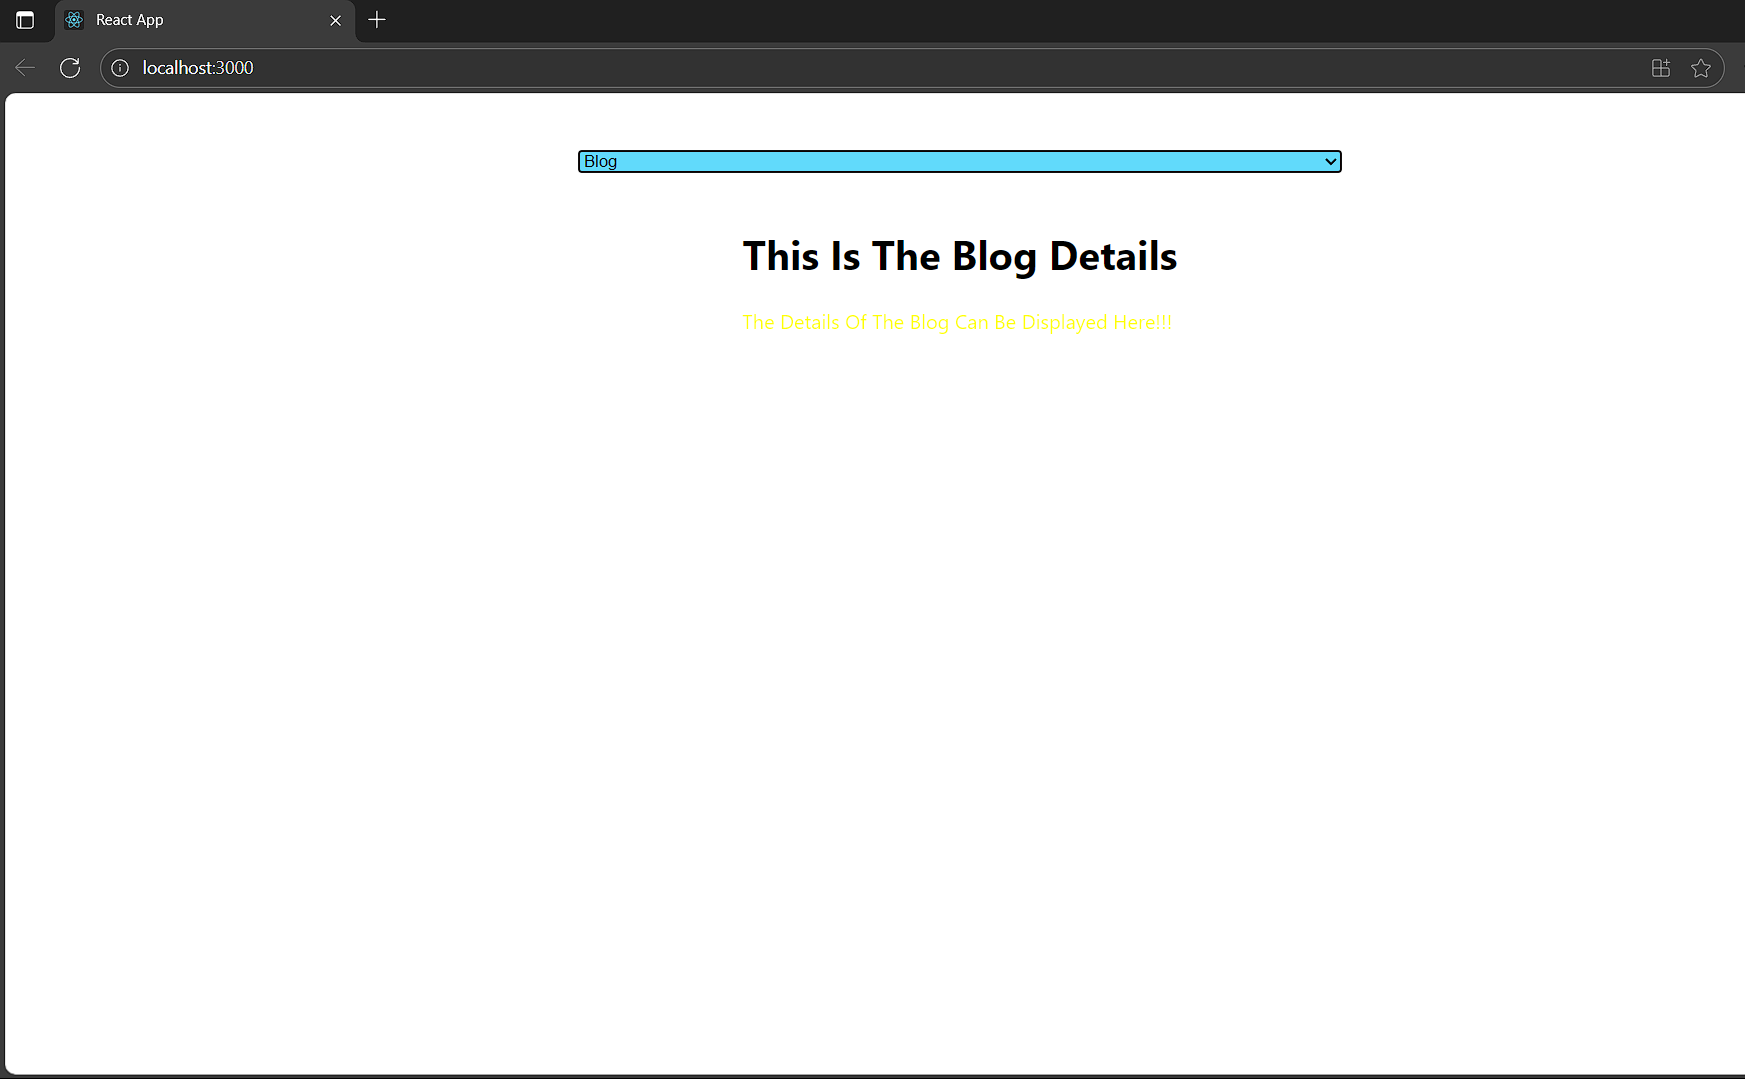 React App
localhost:3000
Blog
This Is The Blog Details
The Details Of The Blog Can Be Displayed Here!!!